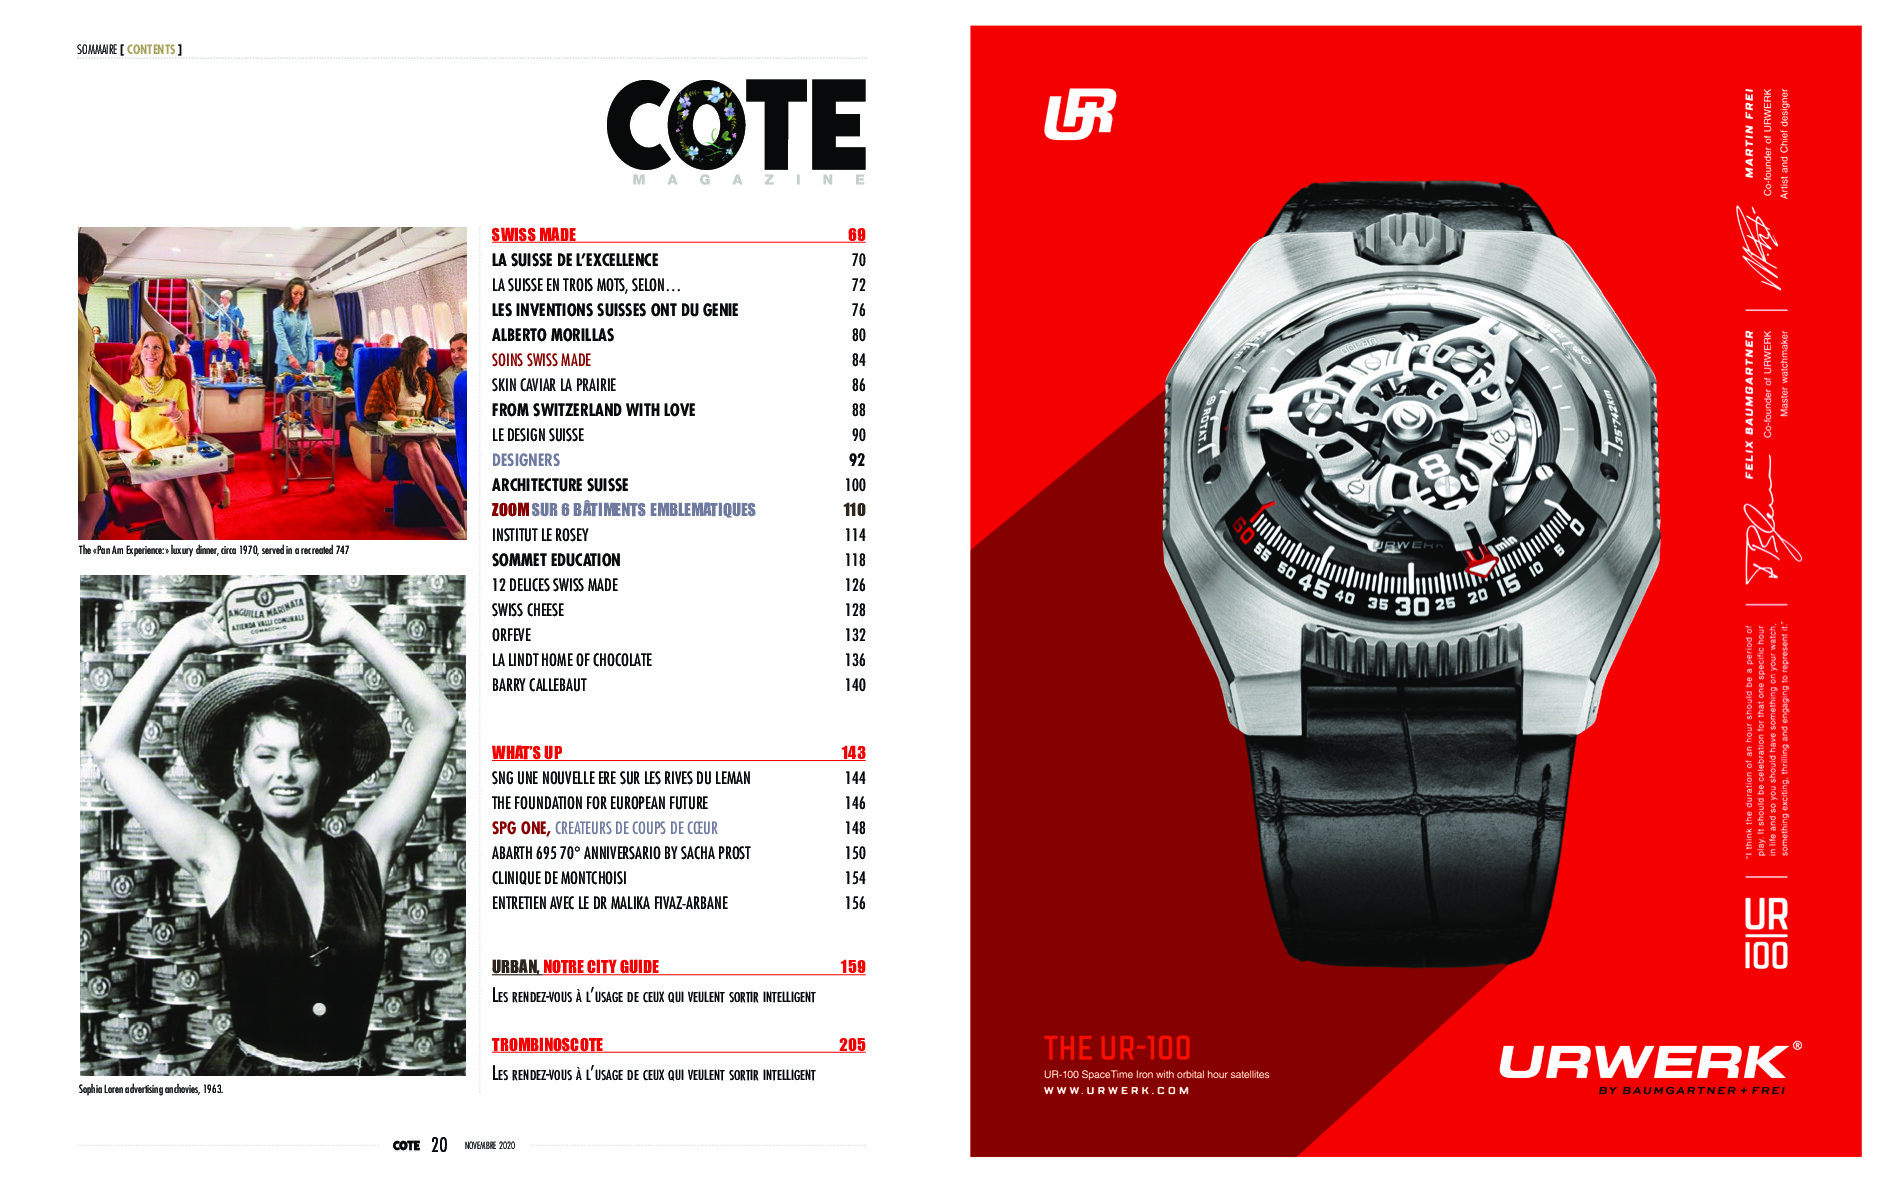 SOMMAIRE [ CONTENTS ]
COTE
MAGAZINE
The «Pan Am Experience:» luxury dinner, circa 1970, served in a recreated 747
ANGUILLA MARINATA
AZIENDA VALLI COMUNALI
COMACCHIO
Sophia Loren advertising anchovies, 1963.
SWISS MADE 69
LA SUISSE DE L'EXCELLENCE 70
LA SUISSE EN TROIS MOTS, SELON... 72
LES INVENTIONS SUISSES ONT DU GENIE 76
ALBERTO MORILLAS 80
SOINS SWISS MADE 84
SKIN CAVIAR LA PRAIRIE 86
FROM SWITZERLAND WITH LOVE 88
LE DESIGN SUISSE 90
DESIGNERS 92
ARCHITECTURE SUISSE 100
ZOOM SUR 6 BÂTIMENTS EMBLEMATIQUES 110
INSTITUT LE ROSEY 114
SOMMET EDUCATION 118
12 DELICES SWISS MADE 126
SWISS CHEESE 128
ORFEVE 132
LA LINDT HOME OF CHOCOLATE 136
BARRY CALLEBAUT 140
WHAT'S UP 143
SNG UNE NOUVELLE ERE SUR LES RIVES DU LEMAN 144
THE FOUNDATION FOR EUROPEAN FUTURE 146
SPG ONE, CREATEURS DE COUPS DE CŒUR 148
ABARTH 695 70° ANNIVERSARIO BY SACHA PROST 150
CLINIQUE DE MONTCHOISI 154
ENTRETIEN AVEC LE DR MALIKA FIVAZ-ARBANE 156
URBAN, NOTRE CITY GUIDE 159
LES RENDEZ-VOUS À L'USAGE DE CEUX QUI VEULENT SORTIR INTELLIGENT
TROMBINOSCOTE 205
LES RENDEZ-VOUS À L'USAGE DE CEUX QUI VEULENT SORTIR INTELLIGENT
COTE 20 NOVEMBRE 2020
UR
ROTAT.
35'742km
8
URWERK
min
60 55 50 45 40 35 30 25 20 15 10 5 0
MARTIN FREI
Co-founder of URWERK
Artist and Chief designer
FELIX BAUMGARTNER
Co-founder of URWERK
Master watchmaker
"I think the duration of an hour should be a period of
play. It should be celebration for that one specific hour
in life and so you should have something on your watch,
something exciting, thrilling and engaging to represent it."
UR
100
THE UR-100
UR-100 SpaceTime Iron with orbital hour satellites
WWW.URWERK.COM
URWERK®
BY BAUMGARTNER + FREI